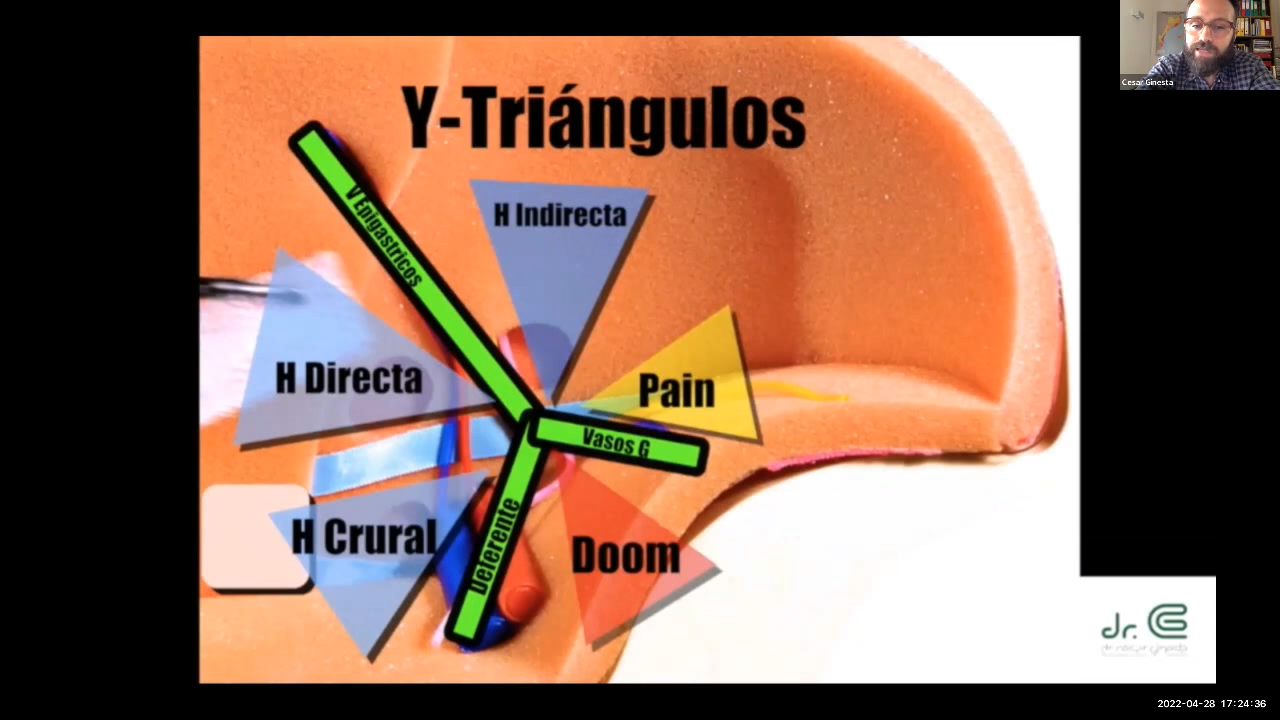 Cesar Ginesta
Y-Triángulos
V Epigastricos
H Indirecta
H Directa
Pain
Vasos G
H Crural
Deferente
Doom
dr.
2022-04-28 17:24:36